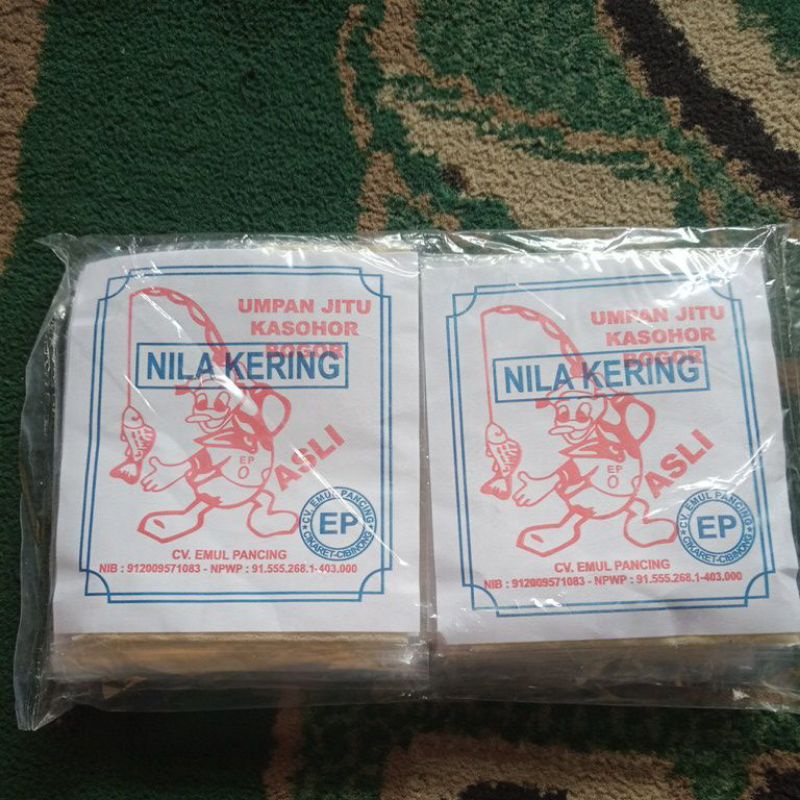 UMPAN JITU
KASOHOR
BOGOR
NILA KERING
EP
O
ASLI
CV. EMUL PANCING
EP
CIKARET-CIBINONG
CV. EMUL PANCING
NIB : 912009571083 - NPWP : 91.555.268.1-403.000
UMPAN JITU
KASOHOR
BOGOR
NILA KERING
EP
O
ASLI
CV. EMUL PANCING
EP
CIKARET-CIBINONG
CV. EMUL PANCING
NIB : 912009571083 - NPWP : 91.555.268.1-403.000